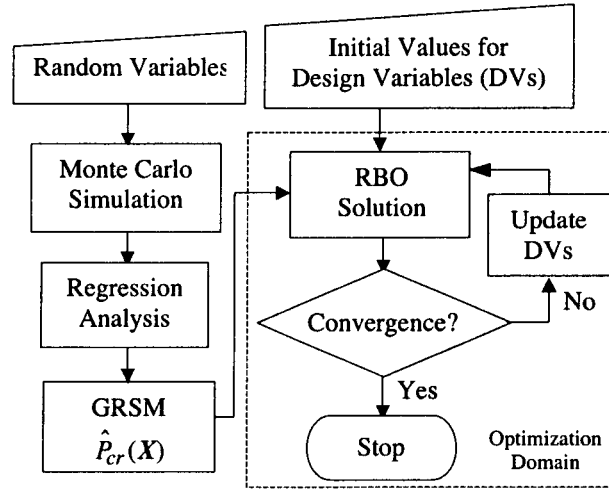 Random Variables
Monte Carlo
Simulation
Regression
Analysis
GRSM
P̂cr(X)
Initial Values for
Design Variables (DVs)
RBO
Solution
Update
DVs
Convergence?
No
Yes
Stop
Optimization
Domain